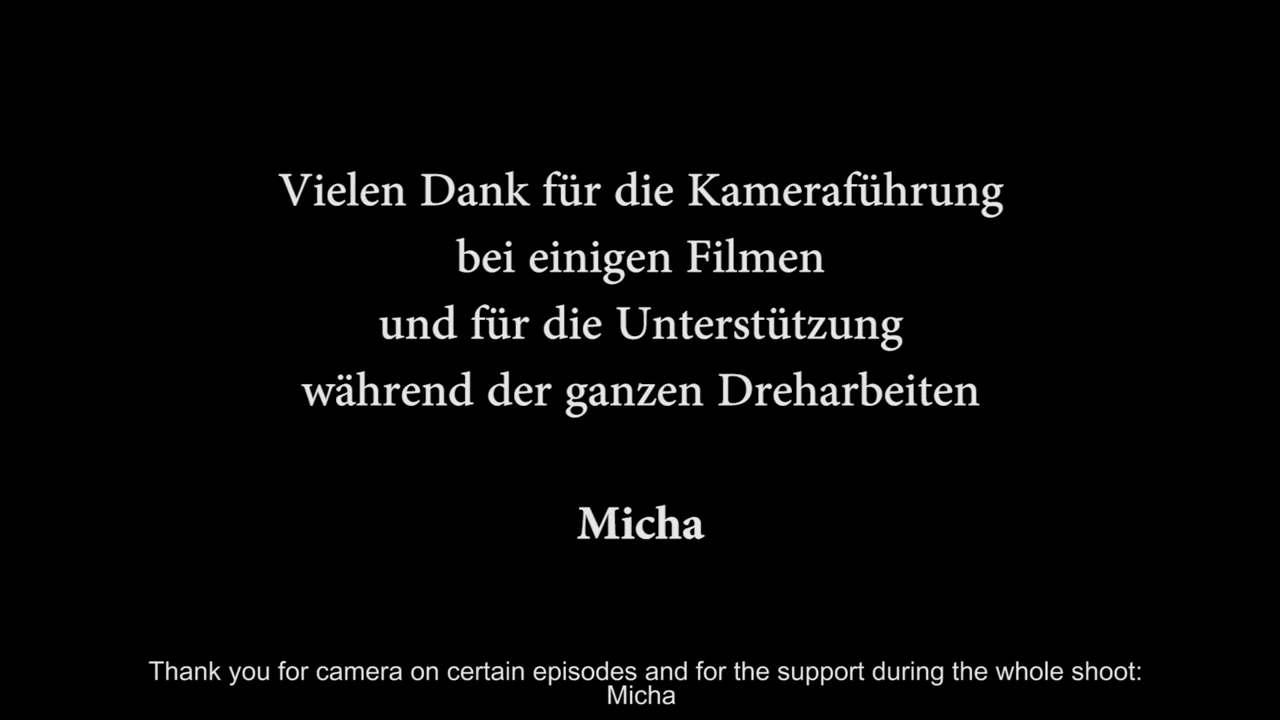 Vielen Dank für die Kameraführung
bei einigen Filmen
und für die Unterstützung
während der ganzen Dreharbeiten
Micha
Thank you for camera on certain episodes and for the support during the whole shoot:
Micha